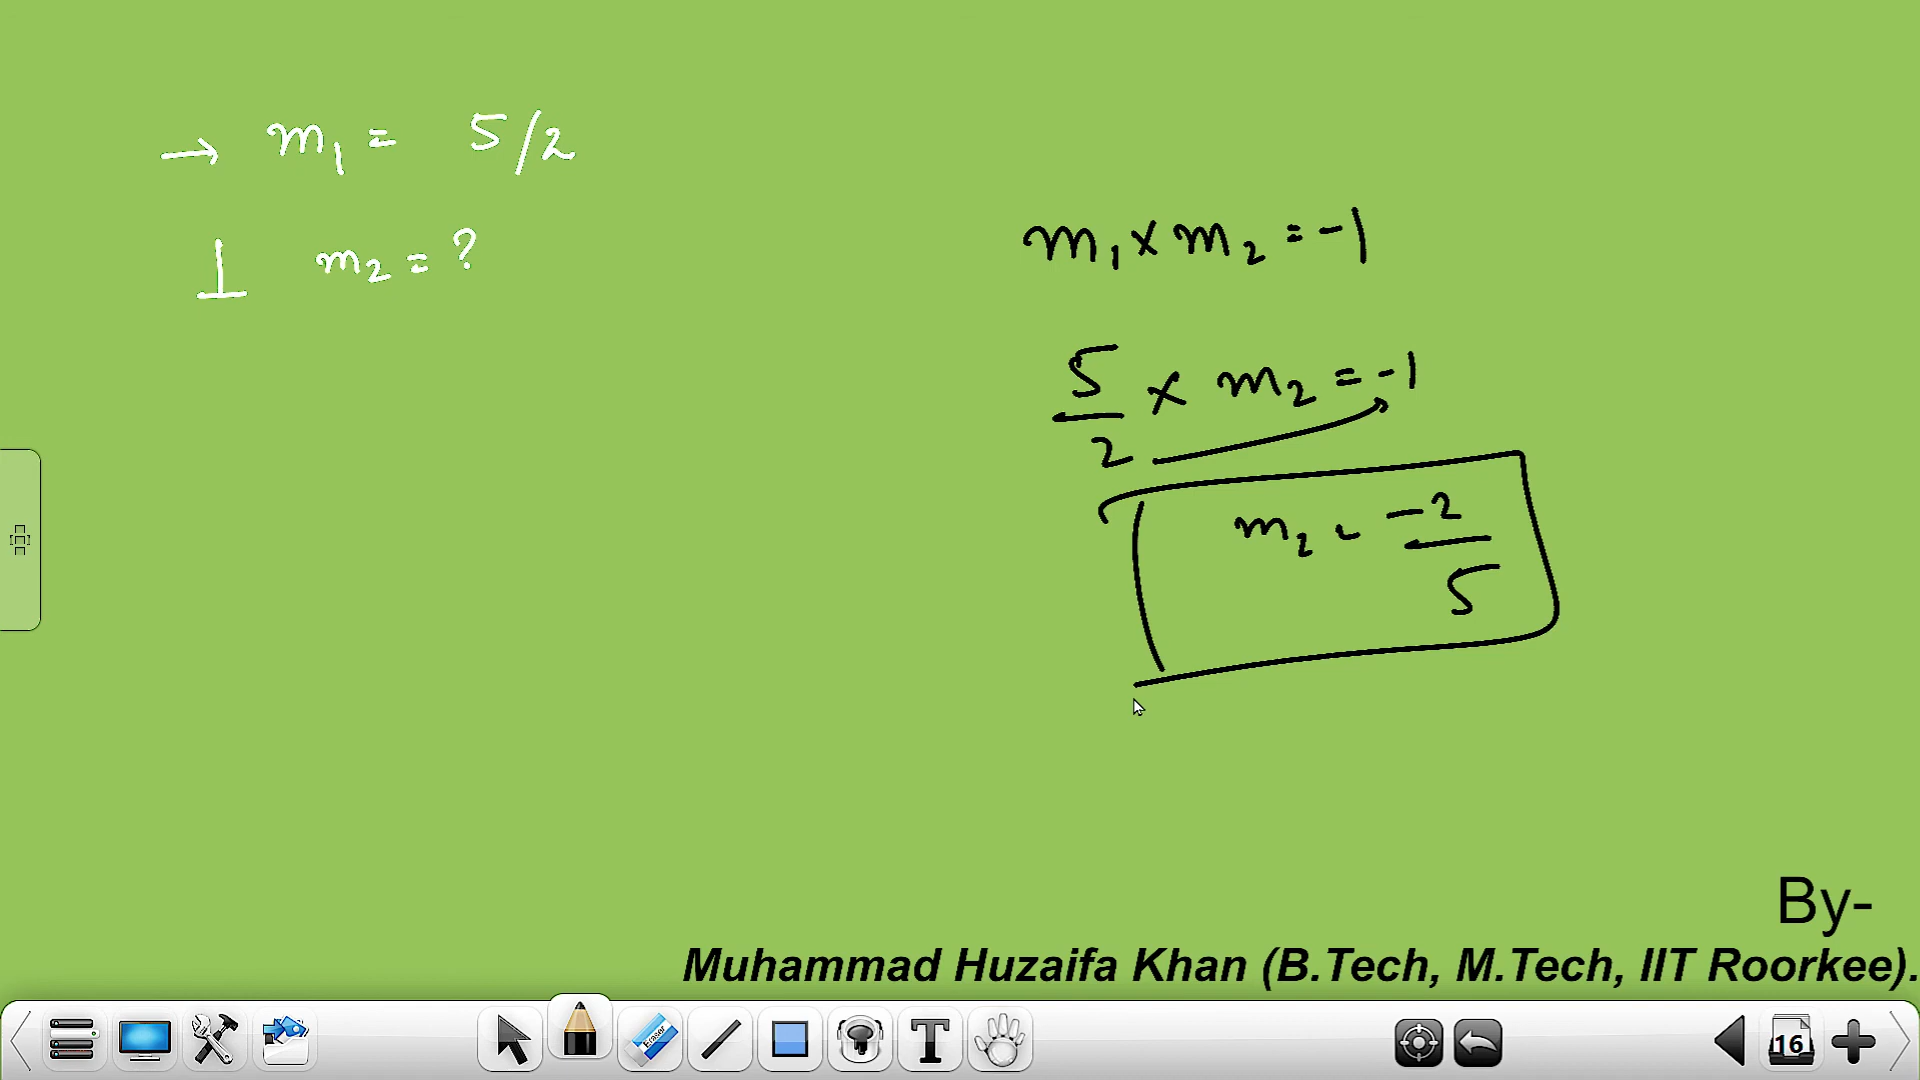 → m₁ = 5/2
⊥ m₂ = ?
m₁ × m₂ = -1
5/2 × m₂ = -1
m₂ = -2/5
By-
Muhammad Huzaifa Khan (B.Tech, M.Tech, IIT Roorkee).
Eraser
T
16